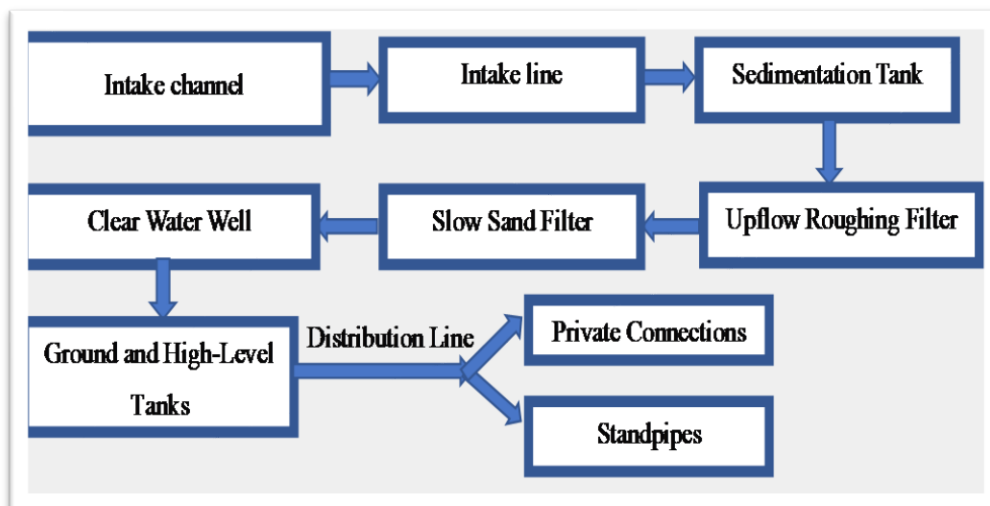 Intake channel
Intake line
Sedimentation Tank
Upflow Roughing Filter
Slow Sand Filter
Clear Water Well
Ground and High-Level
Tanks
Distribution Line
Private Connections
Standpipes